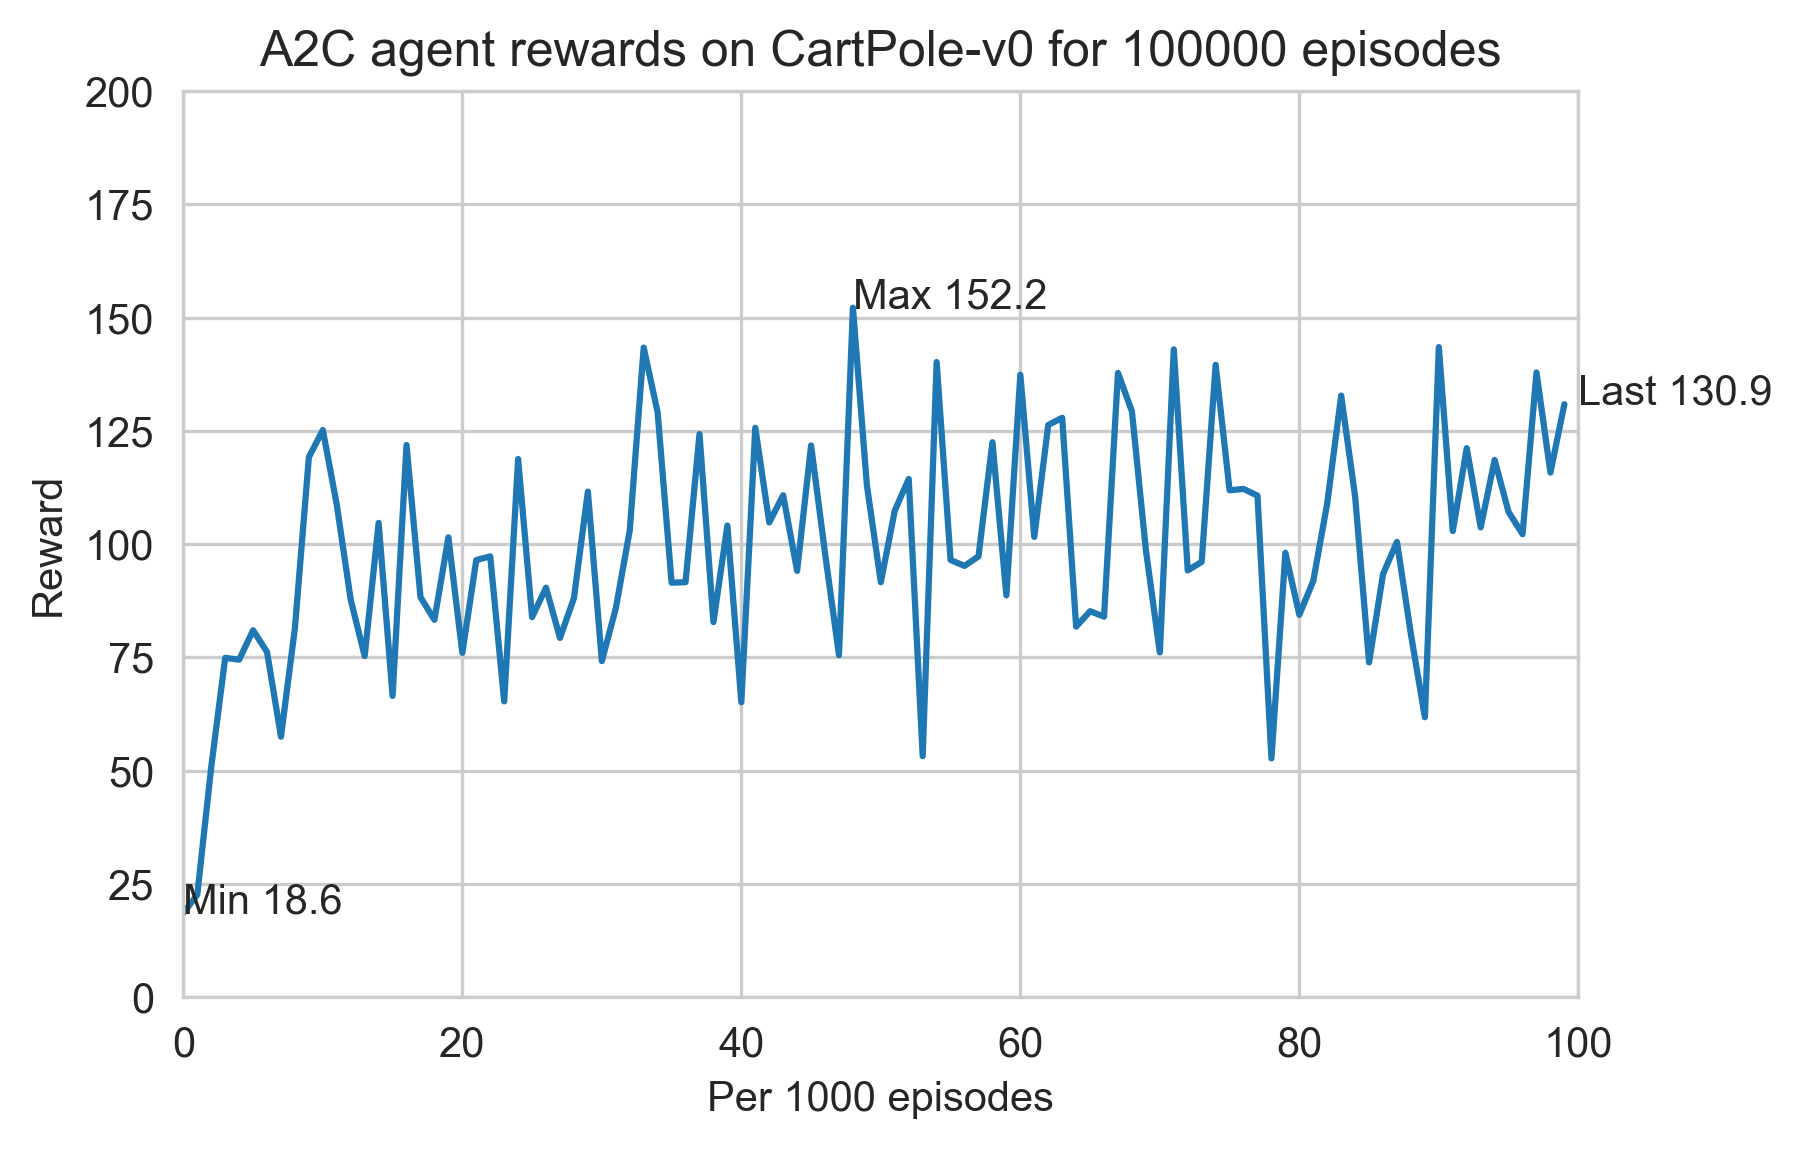 A2C agent rewards on CartPole-v0 for 100000 episodes
200
175
150
125
100
75
50
25
0
Reward
Max 152.2
Last 130.9
Min 18.6
0 20 40 60 80 100
Per 1000 episodes